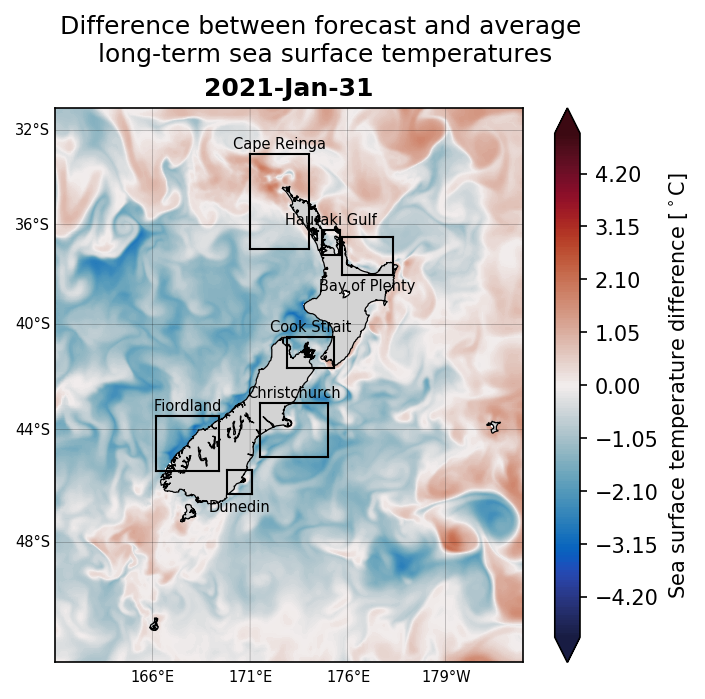 Difference between forecast and average
long-term sea surface temperatures
2021-Jan-31
32°S
36°S
40°S
44°S
48°S
166°E
171°E
176°E
179°W
Cape Reinga
Hauraki Gulf
Bay of Plenty
Cook Strait
Christchurch
Fiordland
Dunedin
4.20
3.15
2.10
1.05
0.00
−1.05
−2.10
−3.15
−4.20
Sea surface temperature difference [°C]